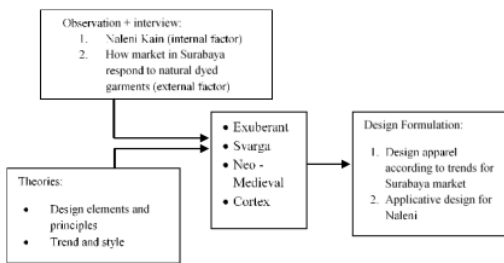 Observation + interview:
1. Naleni Kain (internal factor)
2. How market in Surabaya
respond to natural dyed
garments (external factor)
• Exuberant
• Svarga
• Neo -
Medieval
• Cortex
Design Formulation:
1. Design apparel
according to trends for
Surabaya market
2. Applicative design for
Naleni
Theories:
• Design elements and
principles
• Trend and style